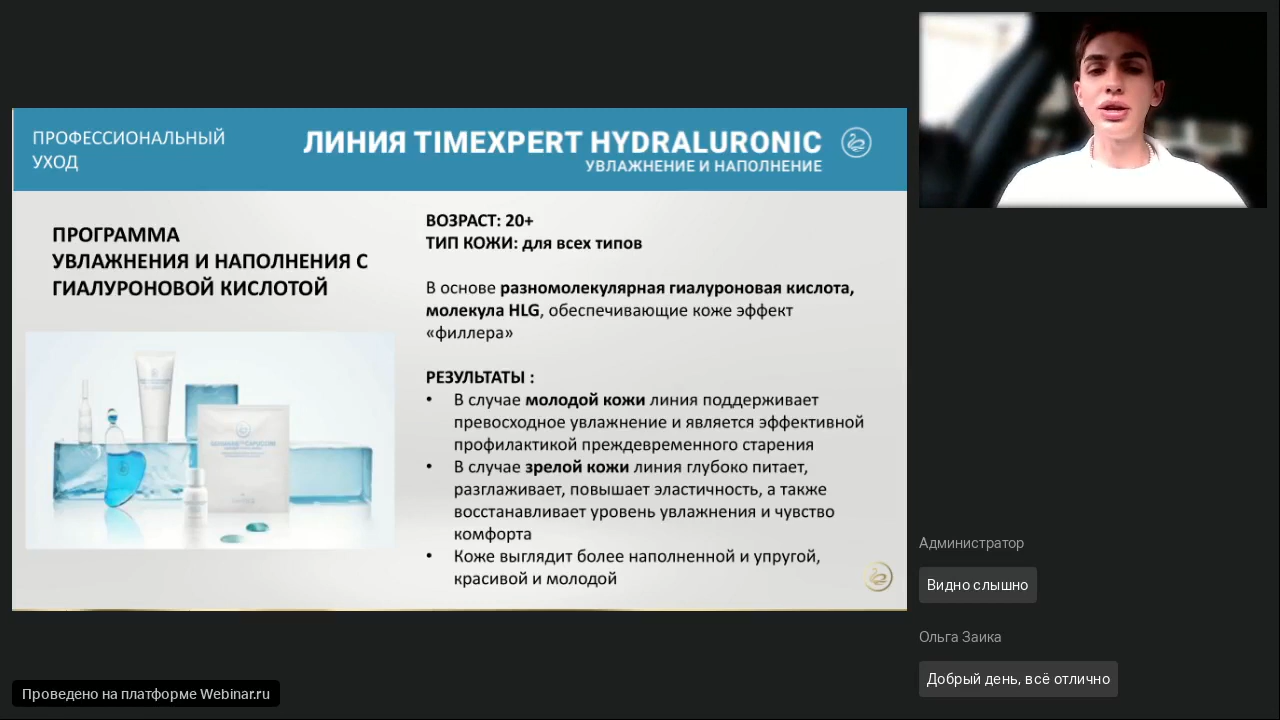 ПРОФЕССИОНАЛЬНЫЙ
УХОД
ЛИНИЯ TIMEXPERT HYDRALURONIC
УВЛАЖНЕНИЕ И НАПОЛНЕНИЕ
ПРОГРАММА
УВЛАЖНЕНИЯ И НАПОЛНЕНИЯ С
ГИАЛУРОНОВОЙ КИСЛОТОЙ
ВОЗРАСТ: 20+
ТИП КОЖИ: для всех типов
В основе разномолекулярная гиалуроновая кислота,
молекула HLG, обеспечивающие коже эффект
«филлера»
РЕЗУЛЬТАТЫ :
• В случае молодой кожи линия поддерживает
превосходное увлажнение и является эффективной
профилактикой преждевременного старения
• В случае зрелой кожи линия глубоко питает,
разглаживает, повышает эластичность, а также
восстанавливает уровень увлажнения и чувство
комфорта
• Коже выглядит более наполненной и упругой,
красивой и молодой
Администратор
Видно слышно
Ольга Заика
Добрый день, всё отлично
Проведено на платформе Webinar.ru